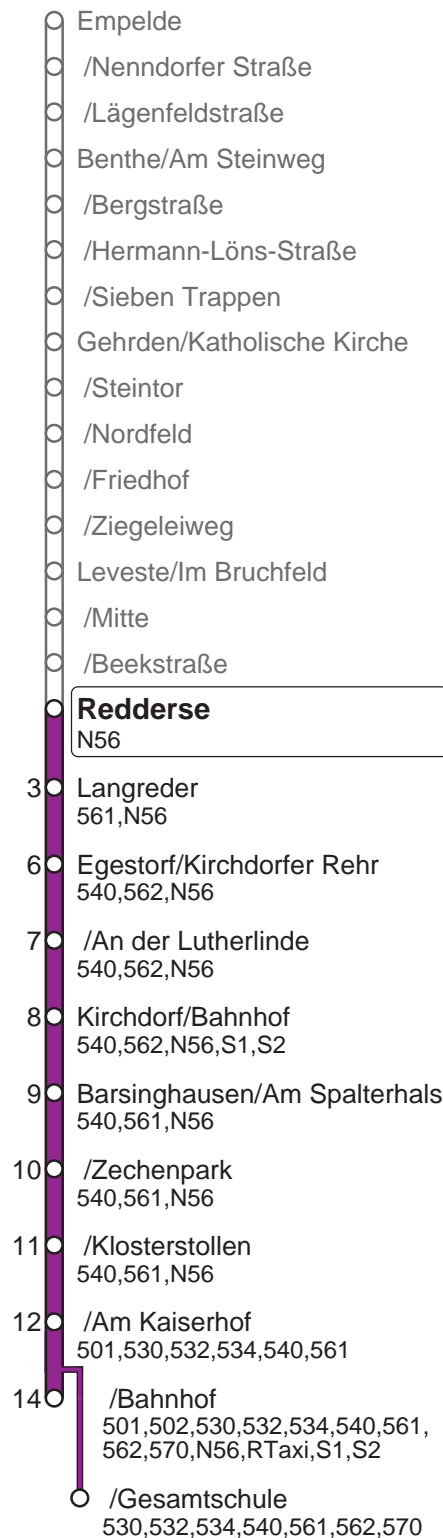 Empelde
/Nenndorfer Straße
/Lägenfeldstraße
Benthe/Am Steinweg
/Bergstraße
/Hermann-Löns-Straße
/Sieben Trappen
Gehrden/Katholische Kirche
/Steintor
/Nordfeld
/Friedhof
/Ziegeleiweg
Leveste/Im Bruchfeld
/Mitte
/Beekstraße
Redderse
N56
3 Langreder
561,N56
6 Egestorf/Kirchdorfer Rehr
540,562,N56
7 /An der Lutherlinde
540,562,N56
8 Kirchdorf/Bahnhof
540,562,N56,S1,S2
9 Barsinghausen/Am Spalterhals
540,561,N56
10 /Zechenpark
540,561,N56
11 /Klosterstollen
540,561,N56
12 /Am Kaiserhof
501,530,532,534,540,561
14 /Bahnhof
501,502,530,532,534,540,561,
562,570,N56,RTaxi,S1,S2
/Gesamtschule
530,532,534,540,561,562,570